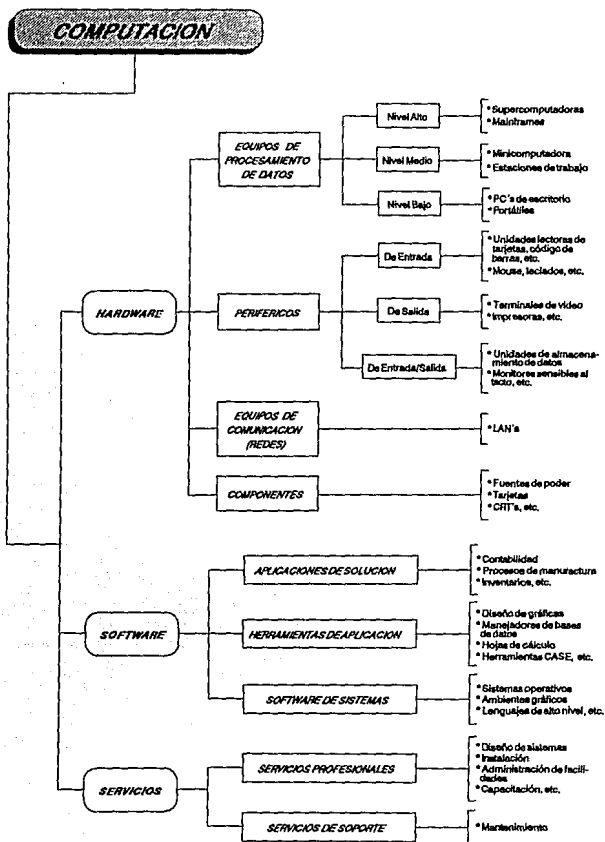 COMPUTACION
HARDWARE
EQUIPOS DE
PROCESAMIENTO
DE DATOS
Nivel Alto
* Supercomputadoras
* Mainframes
Nivel Medio
* Minicomputadora
* Estaciones de trabajo
Nivel Bajo
* PC's de escritorio
* Portátiles
PERIFERICOS
De Entrada
* Unidades lectoras de
tarjetas, código de
barras, etc.
* Mouse, teclados, etc.
De Salida
* Terminales de video
* Impresoras, etc.
De Entrada/Salida
* Unidades de almacena-
miento de datos
* Monitores sensibles al
tacto, etc.
EQUIPOS DE
COMUNICACION
(REDES)
* LAN's
COMPONENTES
* Fuentes de poder
* Tarjetas
* CRT's, etc.
SOFTWARE
APLICACIONES DE SOLUCION
* Contabilidad
* Procesos de manufactura
* Inventarios, etc.
HERRAMIENTAS DE APLICACION
* Diseño de gráficas
* Manejadores de bases
de datos
* Hojas de cálculo
* Herramientas CASE, etc.
SOFTWARE DE SISTEMAS
* Sistemas operativos
* Ambientes gráficos
* Lenguajes de alto nivel, etc.
SERVICIOS
SERVICIOS PROFESIONALES
* Diseño de sistemas
* Instalación
* Administración de facili-
dades
* Capacitación, etc.
SERVICIOS DE SOPORTE
* Mantenimiento